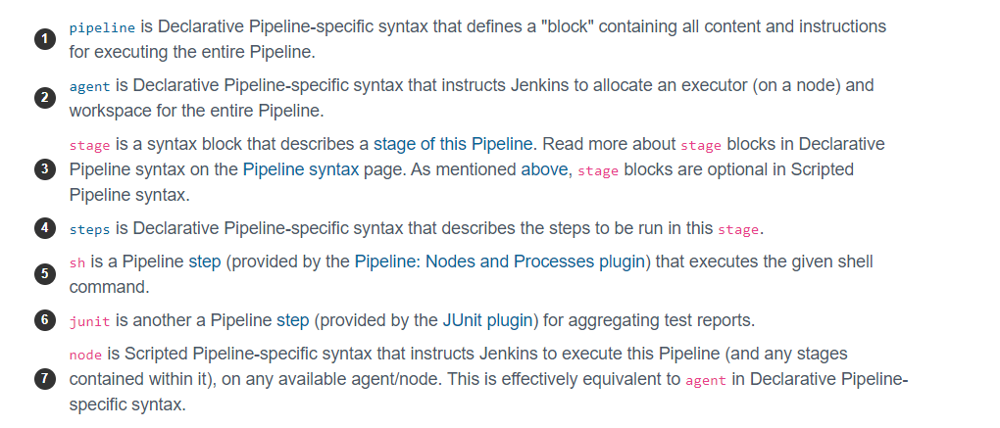 1 pipeline is Declarative Pipeline-specific syntax that defines a "block" containing all content and instructions
for executing the entire Pipeline.
2 agent is Declarative Pipeline-specific syntax that instructs Jenkins to allocate an executor (on a node) and
workspace for the entire Pipeline.
stage is a syntax block that describes a stage of this Pipeline. Read more about stage blocks in Declarative
3 Pipeline syntax on the Pipeline syntax page. As mentioned above, stage blocks are optional in Scripted
Pipeline syntax.
4 steps is Declarative Pipeline-specific syntax that describes the steps to be run in this stage.
5 sh is a Pipeline step (provided by the Pipeline: Nodes and Processes plugin) that executes the given shell
command.
6 junit is another a Pipeline step (provided by the JUnit plugin) for aggregating test reports.
node is Scripted Pipeline-specific syntax that instructs Jenkins to execute this Pipeline (and any stages
7 contained within it), on any available agent/node. This is effectively equivalent to agent in Declarative Pipeline-
specific syntax.